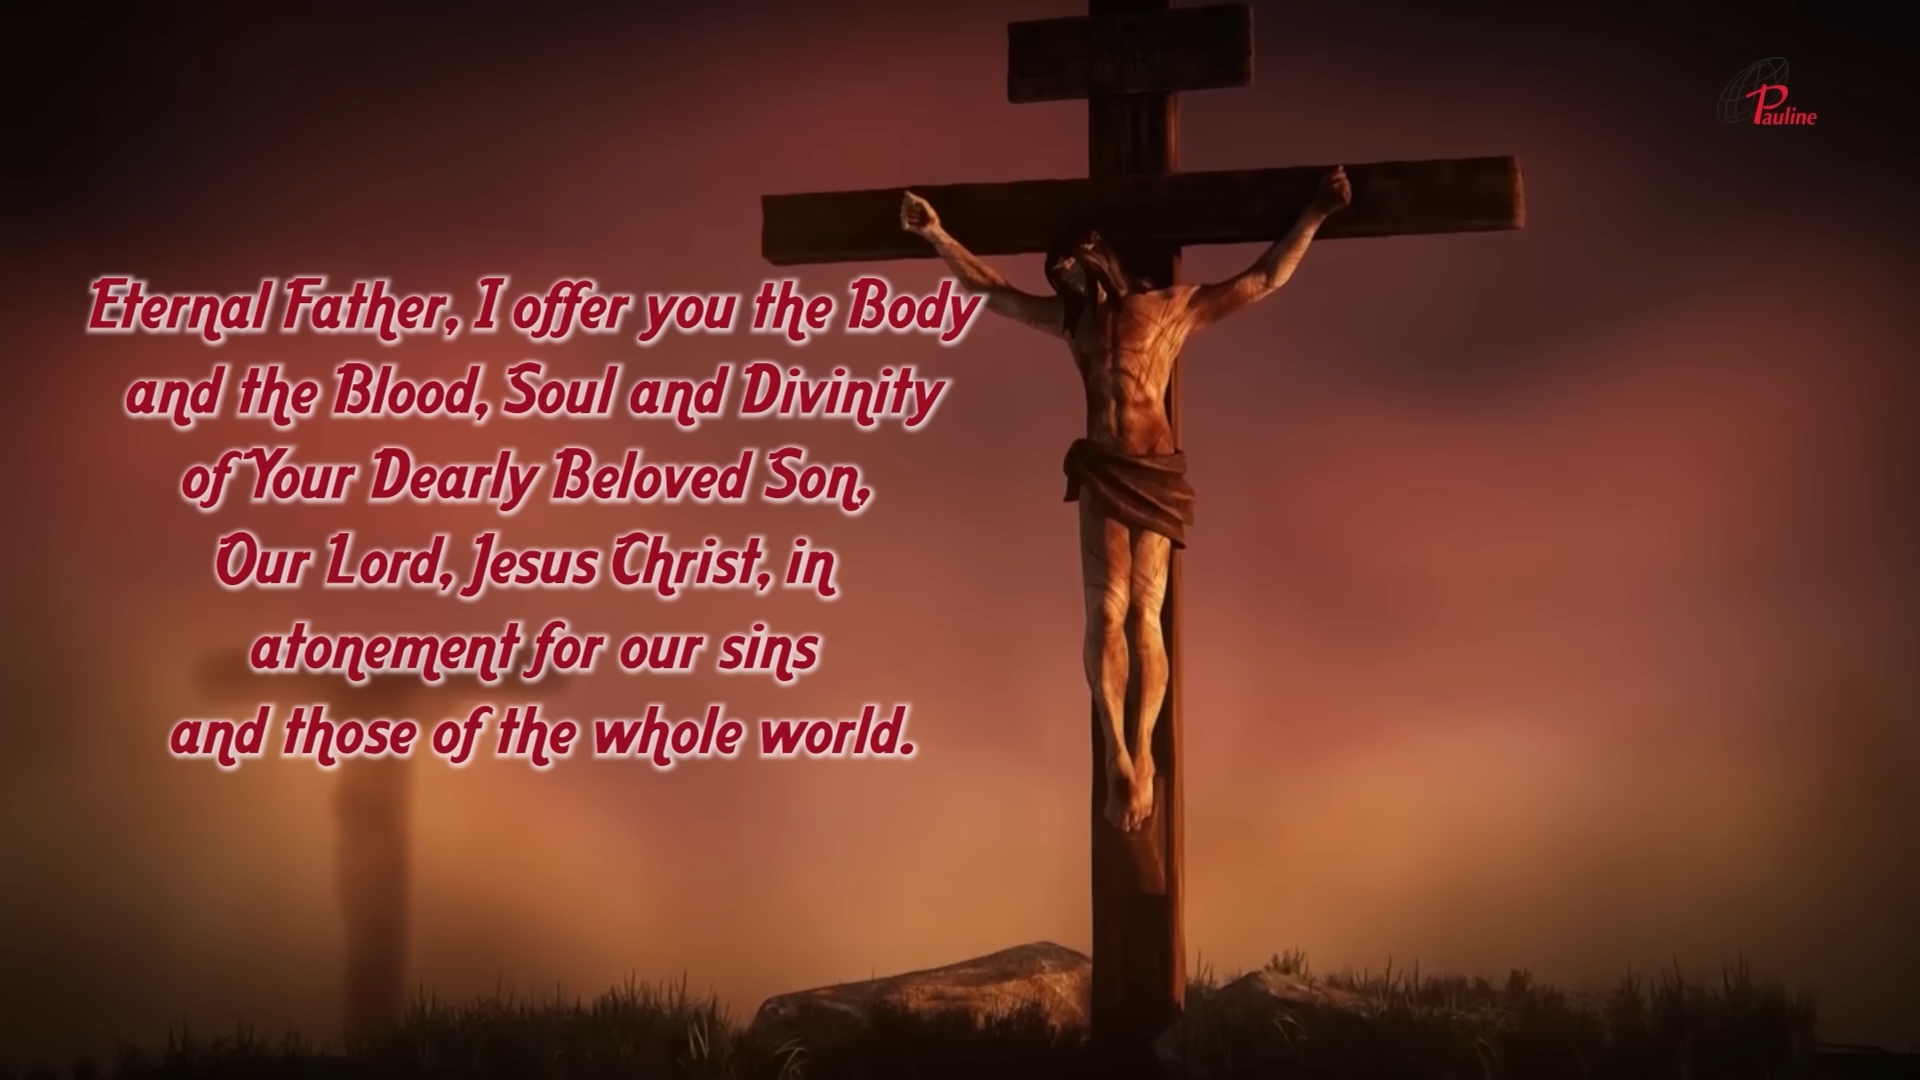 Pauline
Eternal Father, I offer you the Body
and the Blood, Soul and Divinity
of Your Dearly Beloved Son,
Our Lord, Jesus Christ, in
atonement for our sins
and those of the whole world.